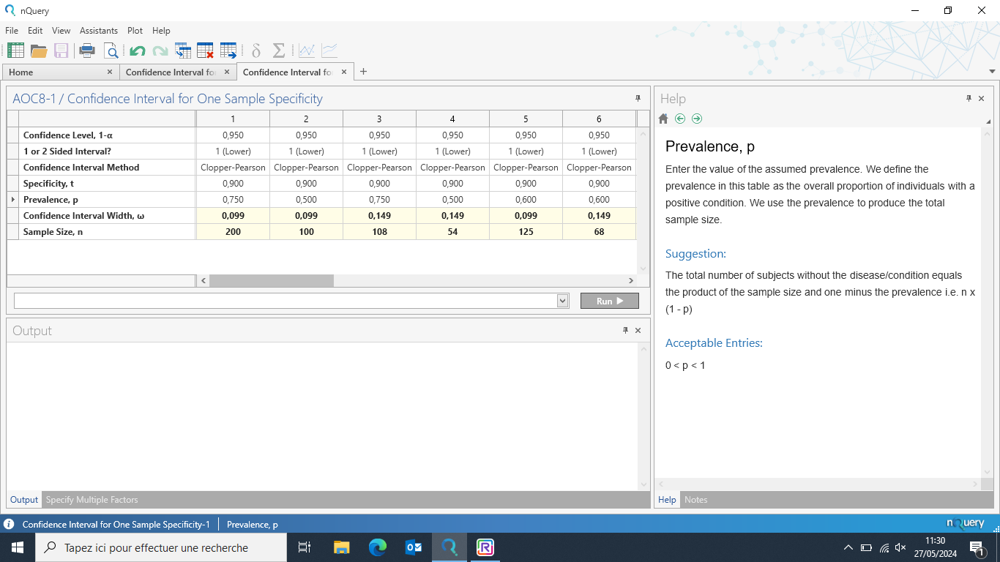 nQuery
File Edit View Assistants Plot Help
Home Confidence Interval fo Confidence Interval fo
AOC8-1 / Confidence Interval for One Sample Specificity
1 2 3 4 5 6
Confidence Level, 1-α 0,950 0,950 0,950 0,950 0,950 0,950
1 or 2 Sided Interval? 1 (Lower) 1 (Lower) 1 (Lower) 1 (Lower) 1 (Lower) 1 (Lower)
Confidence Interval Method Clopper-Pearson Clopper-Pearson Clopper-Pearson Clopper-Pearson Clopper-Pearson Clopper-Pearson
Specificity, t 0,900 0,900 0,900 0,900 0,900 0,900
Prevalence, p 0,750 0,500 0,750 0,500 0,600 0,600
Confidence Interval Width, ω 0,099 0,099 0,149 0,149 0,099 0,149
Sample Size, n 200 100 108 54 125 68
Run
Output
Output Specify Multiple Factors
Help
Prevalence, p
Enter the value of the assumed prevalence. We define the
prevalence in this table as the overall proportion of individuals with a
positive condition. We use the prevalence to produce the total
sample size.
Suggestion:
The total number of subjects without the disease/condition equals
the product of the sample size and one minus the prevalence i.e. n x
(1 - p)
Acceptable Entries:
0 < p < 1
Help Notes
Confidence Interval for One Sample Specificity-1 Prevalence, p
nQuery
Tapez ici pour effectuer une recherche
11:30
27/05/2024
1